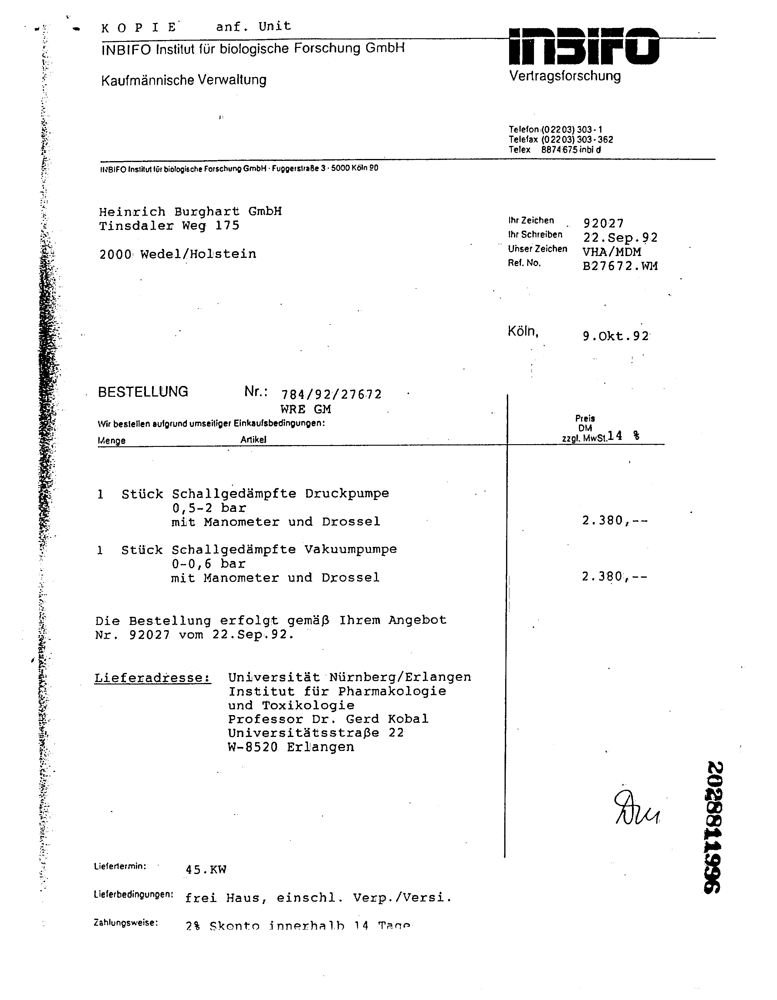 K O P I E anf. Unit
INBIFO Institut für biologische Forschung GmbH
INBIFO
Kaufmännische Verwaltung
Vertragsforschung
Telefon (0 22 03) 303 - 1
Telefax (0 22 03) 303 - 362
Telex 8874 675 inbi d
INBIFO Institut für biologische Forschung GmbH · Fuggerstraße 3 · 5000 Köln 90
Heinrich Burghart GmbH
Tinsdaler Weg 175
2000 Wedel/Holstein
Ihr Zeichen 92027
Ihr Schreiben 22.Sep.92
Unser Zeichen VHA/MDM
Ref. No. B27672.WM
Köln, 9.Okt.92
BESTELLUNG Nr.: 784/92/27672
WRE GM
Wir bestellen aufgrund umseitiger Einkaufsbedingungen:
Preis
DM
Menge Artikel zzgl. MwSt.14 %
1 Stück Schallgedämpfte Druckpumpe
0,5-2 bar
mit Manometer und Drossel 2.380,--
1 Stück Schallgedämpfte Vakuumpumpe
0-0,6 bar
mit Manometer und Drossel 2.380,--
Die Bestellung erfolgt gemäß Ihrem Angebot
Nr. 92027 vom 22.Sep.92.
Lieferadresse: Universität Nürnberg/Erlangen
Institut für Pharmakologie
und Toxikologie
Professor Dr. Gerd Kobal
Universitätsstraße 22
W-8520 Erlangen
2028811996
Liefertermin: 45.KW
Lieferbedingungen: frei Haus, einschl. Verp./Versi.
Zahlungsweise: 2% Skonto innerhalb 14 Tage